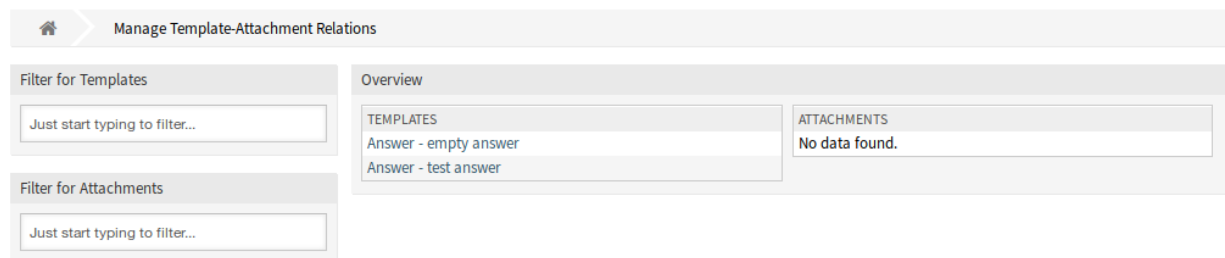 Manage Template-Attachment Relations
Filter for Templates
Just start typing to filter...
Filter for Attachments
Just start typing to filter...
Overview
TEMPLATES
Answer - empty answer
Answer - test answer
ATTACHMENTS
No data found.